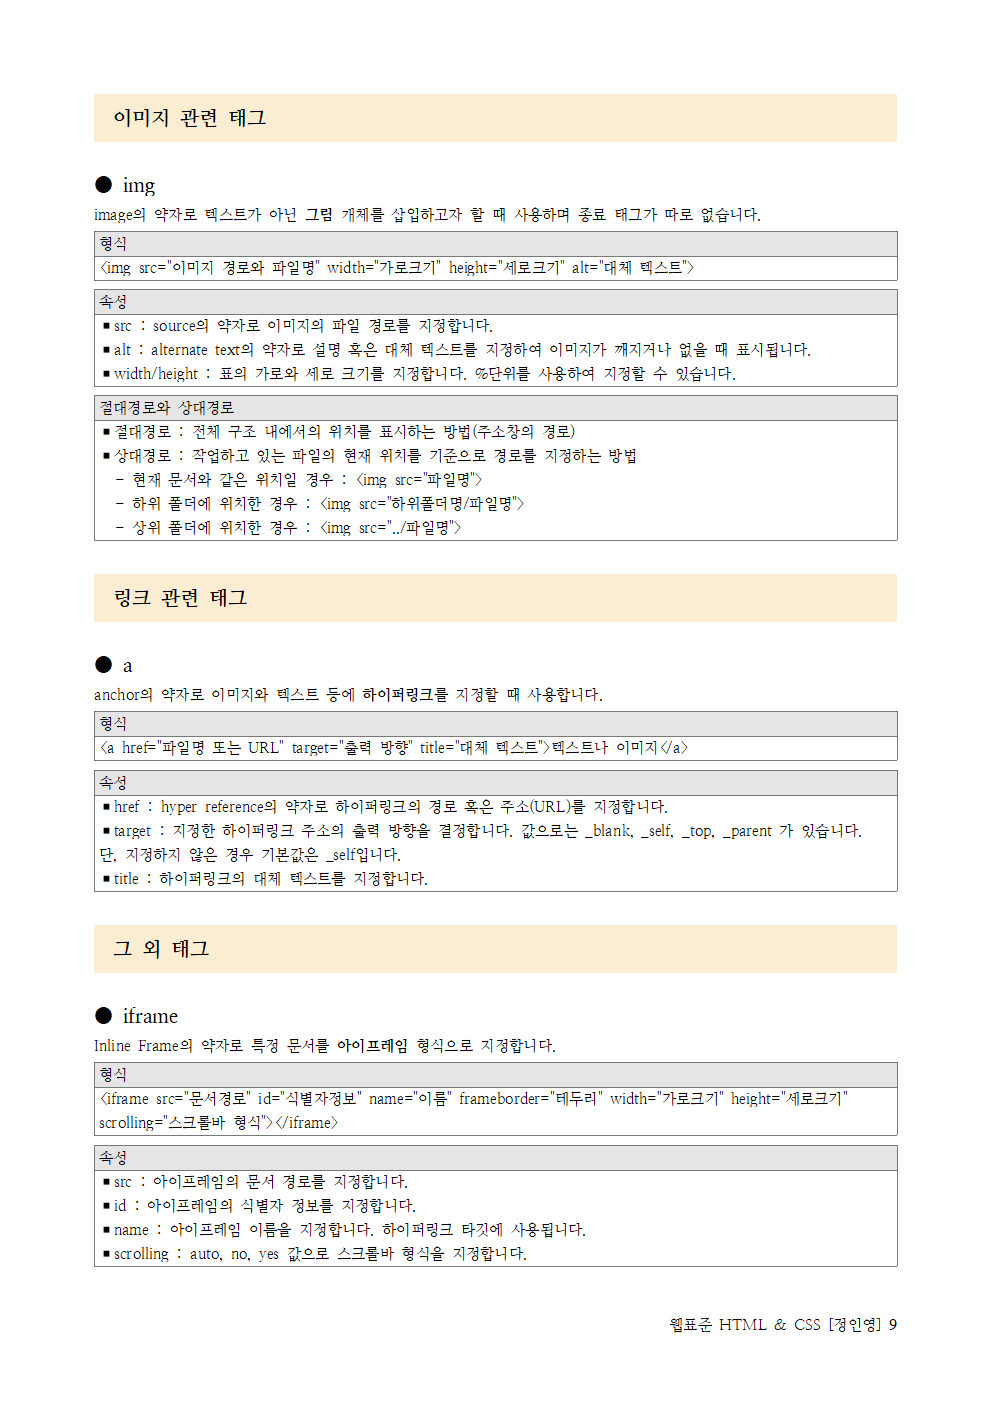 이미지 관련 태그
● img
image의 약자로 텍스트가 아닌 그림 개체를 삽입하고자 할 때 사용하며 종료 태그가 따로 없습니다.
형식
<img src="이미지 경로와 파일명" width="가로크기" height="세로크기" alt="대체 텍스트">
속성
▪src : source의 약자로 이미지의 파일 경로를 지정합니다.
▪alt : alternate text의 약자로 설명 혹은 대체 텍스트를 지정하여 이미지가 깨지거나 없을 때 표시됩니다.
▪width/height : 표의 가로와 세로 크기를 지정합니다. %단위를 사용하여 지정할 수 있습니다.
절대경로와 상대경로
▪절대경로 : 전체 구조 내에서의 위치를 표시하는 방법(주소창의 경로)
▪상대경로 : 작업하고 있는 파일의 현재 위치를 기준으로 경로를 지정하는 방법
- 현재 문서와 같은 위치일 경우 : <img src="파일명">
- 하위 폴더에 위치한 경우 : <img src="하위폴더명/파일명">
- 상위 폴더에 위치한 경우 : <img src="../파일명">
링크 관련 태그
● a
anchor의 약자로 이미지와 텍스트 등에 하이퍼링크를 지정할 때 사용합니다.
형식
<a href="파일명 또는 URL" target="출력 방향" title="대체 텍스트">텍스트나 이미지</a>
속성
▪href : hyper reference의 약자로 하이퍼링크의 경로 혹은 주소(URL)를 지정합니다.
▪target : 지정한 하이퍼링크 주소의 출력 방향을 결정합니다. 값으로는 _blank, _self, _top, _parent 가 있습니다.
단, 지정하지 않은 경우 기본값은 _self입니다.
▪title : 하이퍼링크의 대체 텍스트를 지정합니다.
그 외 태그
● iframe
Inline Frame의 약자로 특정 문서를 아이프레임 형식으로 지정합니다.
형식
<iframe src="문서경로" id="식별자정보" name="이름" frameborder="테두리" width="가로크기" height="세로크기"
scrolling="스크롤바 형식"></iframe>
속성
▪src : 아이프레임의 문서 경로를 지정합니다.
▪id : 아이프레임의 식별자 정보를 지정합니다.
▪name : 아이프레임 이름을 지정합니다. 하이퍼링크 타깃에 사용됩니다.
▪scrolling : auto, no, yes 값으로 스크롤바 형식을 지정합니다.
웹표준 HTML & CSS [정인영] 9